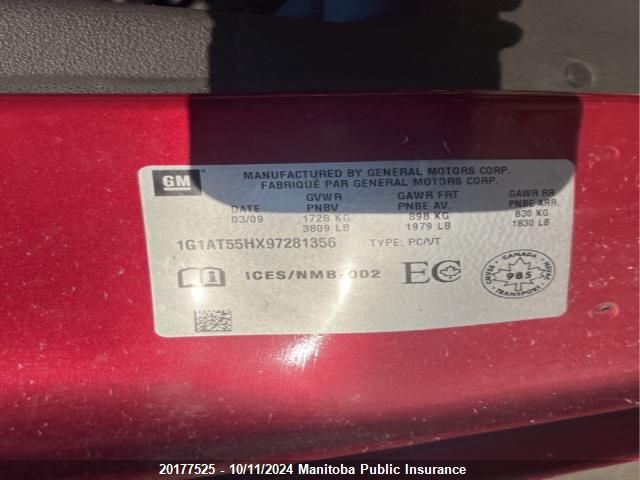 GM
MANUFACTURED BY GENERAL MOTORS CORP.
FABRIQUÉ PAR GENERAL MOTORS CORP.
DATE GVWR PNBV GAWR FRT PNBE AV. GAWR RR PNBE ARR.
03/09 1728 KG 898 KG 830 KG
3809 LB 1979 LB 1830 LB
1G1AT55HX97281356 TYPE: PC/VT
ICES/NMB-002 EC 985 CANADA TRANSPORT
20177525 - 10/11/2024 Manitoba Public Insurance